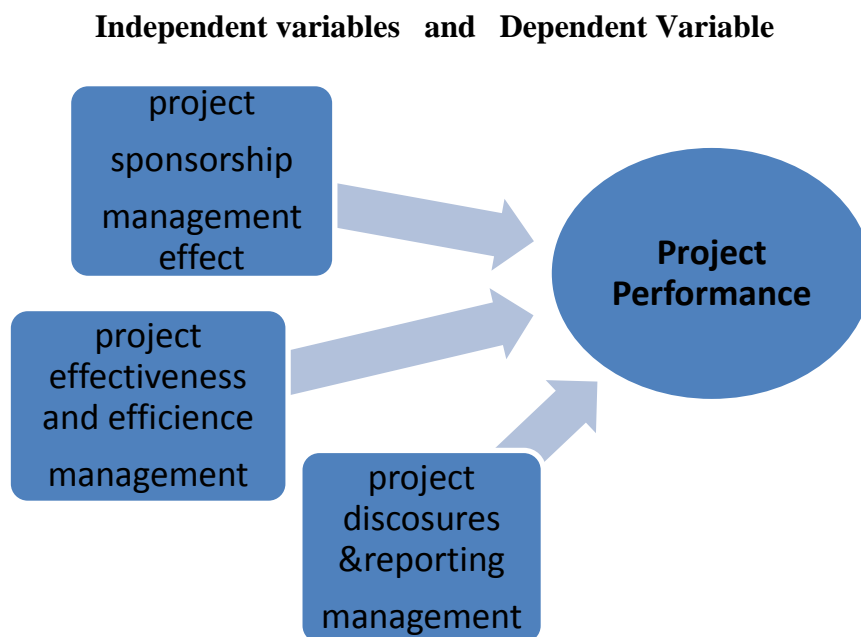 Independent variables and Dependent Variable
project
sponsorship
management
effect
Project
Performance
project
effectiveness
and efficience
management
project
discosures
&reporting
management